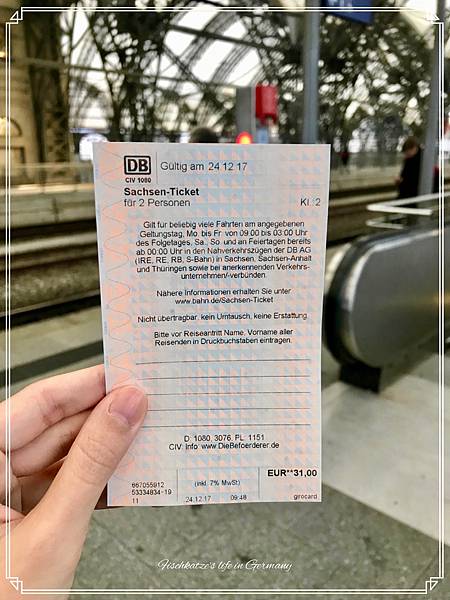 DB
CIV 1080
Gültig am 24.12.17
Sachsen-Ticket
für 2 Personen
Kl.:2
Gilt für beliebig viele Fahrten am angegebenen
Geltungstag, Mo. bis Fr. von 09:00 bis 03:00 Uhr
des Folgetages, Sa., So. und an Feiertagen bereits
ab 00:00 Uhr in den Nahverkehrszügen der DB AG
(IRE, RE, RB, S-Bahn) in Sachsen, Sachsen-Anhalt
und Thüringen sowie bei anerkennenden Verkehrs-
unternehmen/-verbünden.
Nähere Informationen erhalten Sie unter
www.bahn.de/Sachsen-Ticket
Nicht übertragbar, kein Umtausch, keine Erstattung.
Bitte vor Reiseantritt Name, Vorname aller
Reisenden in Druckbuchstaben eintragen.
D: 1080, 3076, PL: 1151
CIV: Info: www.DieBefoerderer.de
EUR**31,00
667055912
53334834-19
11
(inkl. 7% MwSt)
24.12.17 09:48
girocard
Fischkatze's life in Germany